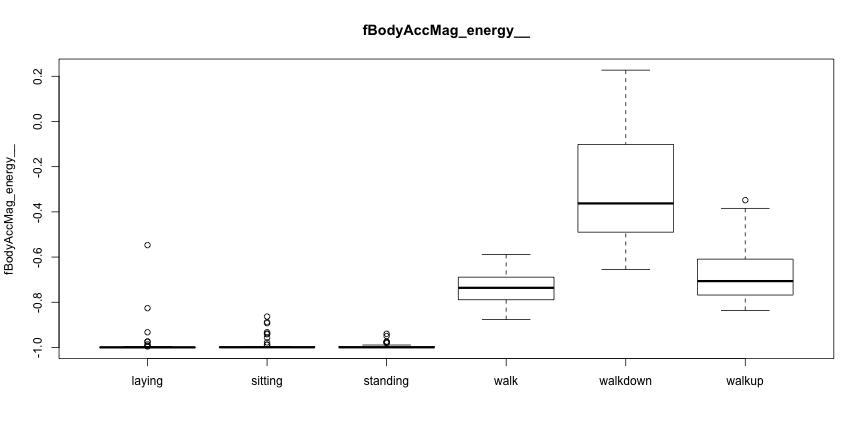 fBodyAccMag_energy__
fBodyAccMag_energy__
0.2
0.0
-0.2
-0.4
-0.6
-0.8
-1.0
laying sitting standing walk walkdown walkup